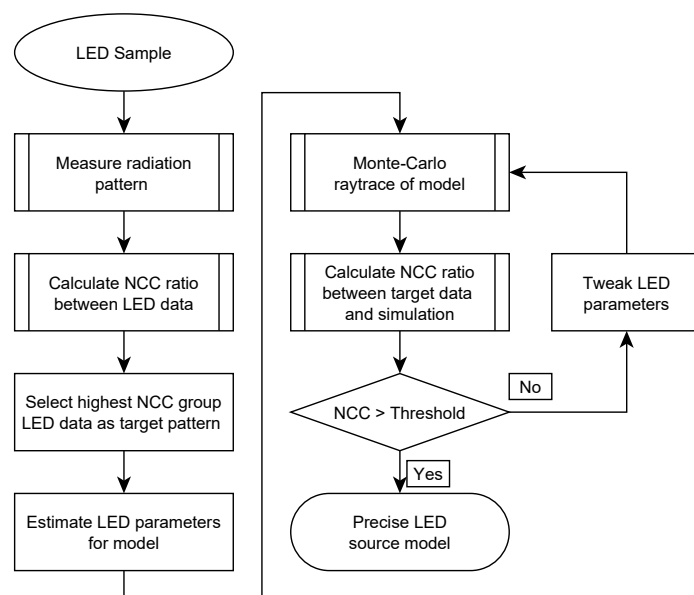 LED Sample
Measure radiation
pattern
Calculate NCC ratio
between LED data
Select highest NCC group
LED data as target pattern
Estimate LED parameters
for model
Monte-Carlo
raytrace of model
Calculate NCC ratio
between target data
and simulation
NCC > Threshold
Yes
Precise LED
source model
No
Tweak LED
parameters